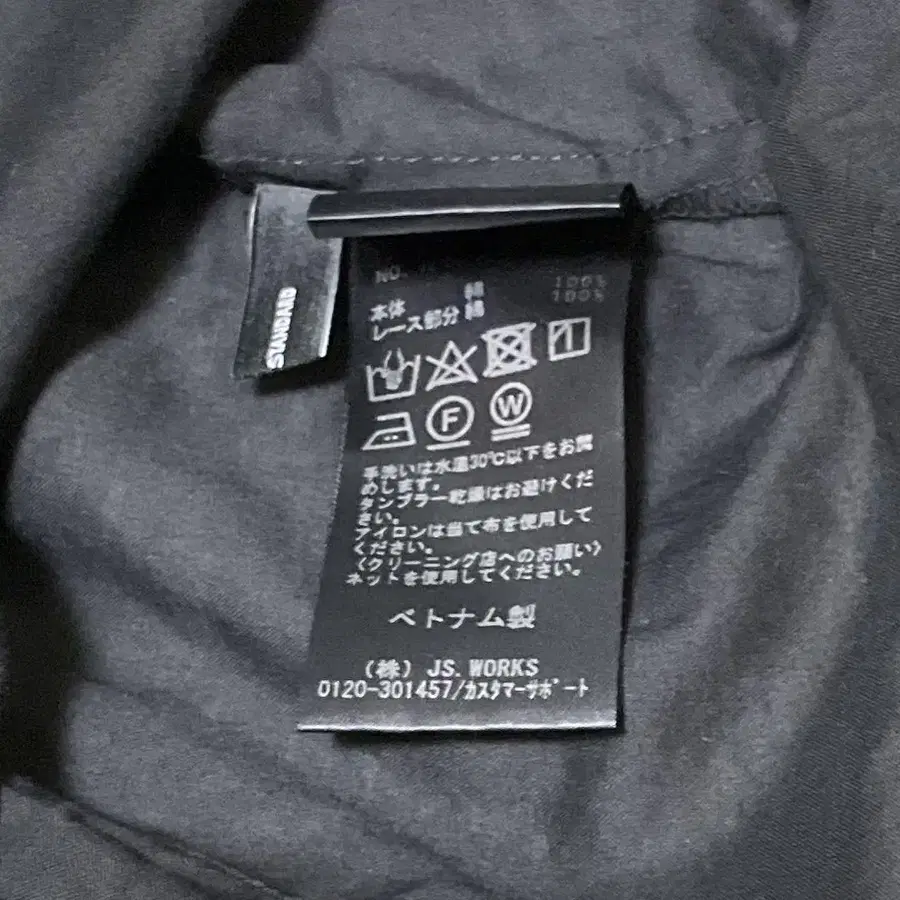 STANDARD
NO.
本体 綿 100%
レース部分 綿 100%
F W
手洗いは水温30℃以下をお薦
めします。
タンブラー乾燥はお避けくだ
さい。
アイロンは当て布を使用して
ください。
〈クリーニング店へのお願い〉
ネットを使用してください。
ベトナム製
(株) JS. WORKS
0120-301457/カスタマーサポート